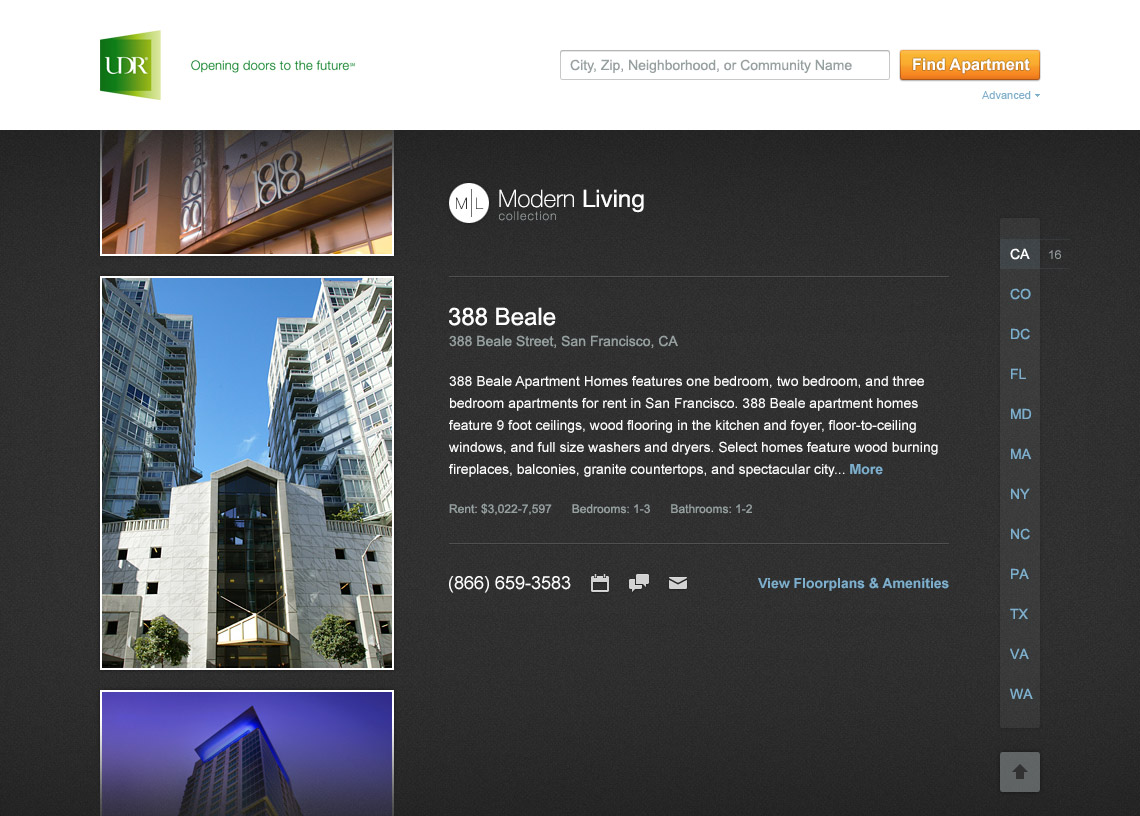 UDR
Opening doors to the future℠
City, Zip, Neighborhood, or Community Name
Find Apartment
Advanced
188
M|L
Modern Living
collection
388 Beale
388 Beale Street, San Francisco, CA
388 Beale Apartment Homes features one bedroom, two bedroom, and three
bedroom apartments for rent in San Francisco. 388 Beale apartment homes
feature 9 foot ceilings, wood flooring in the kitchen and foyer, floor-to-ceiling
windows, and full size washers and dryers. Select homes feature wood burning
fireplaces, balconies, granite countertops, and spectacular city... More
Rent: $3,022-7,597 Bedrooms: 1-3 Bathrooms: 1-2
(866) 659-3583
View Floorplans & Amenities
CA 16
CO
DC
FL
MD
MA
NY
NC
PA
TX
VA
WA